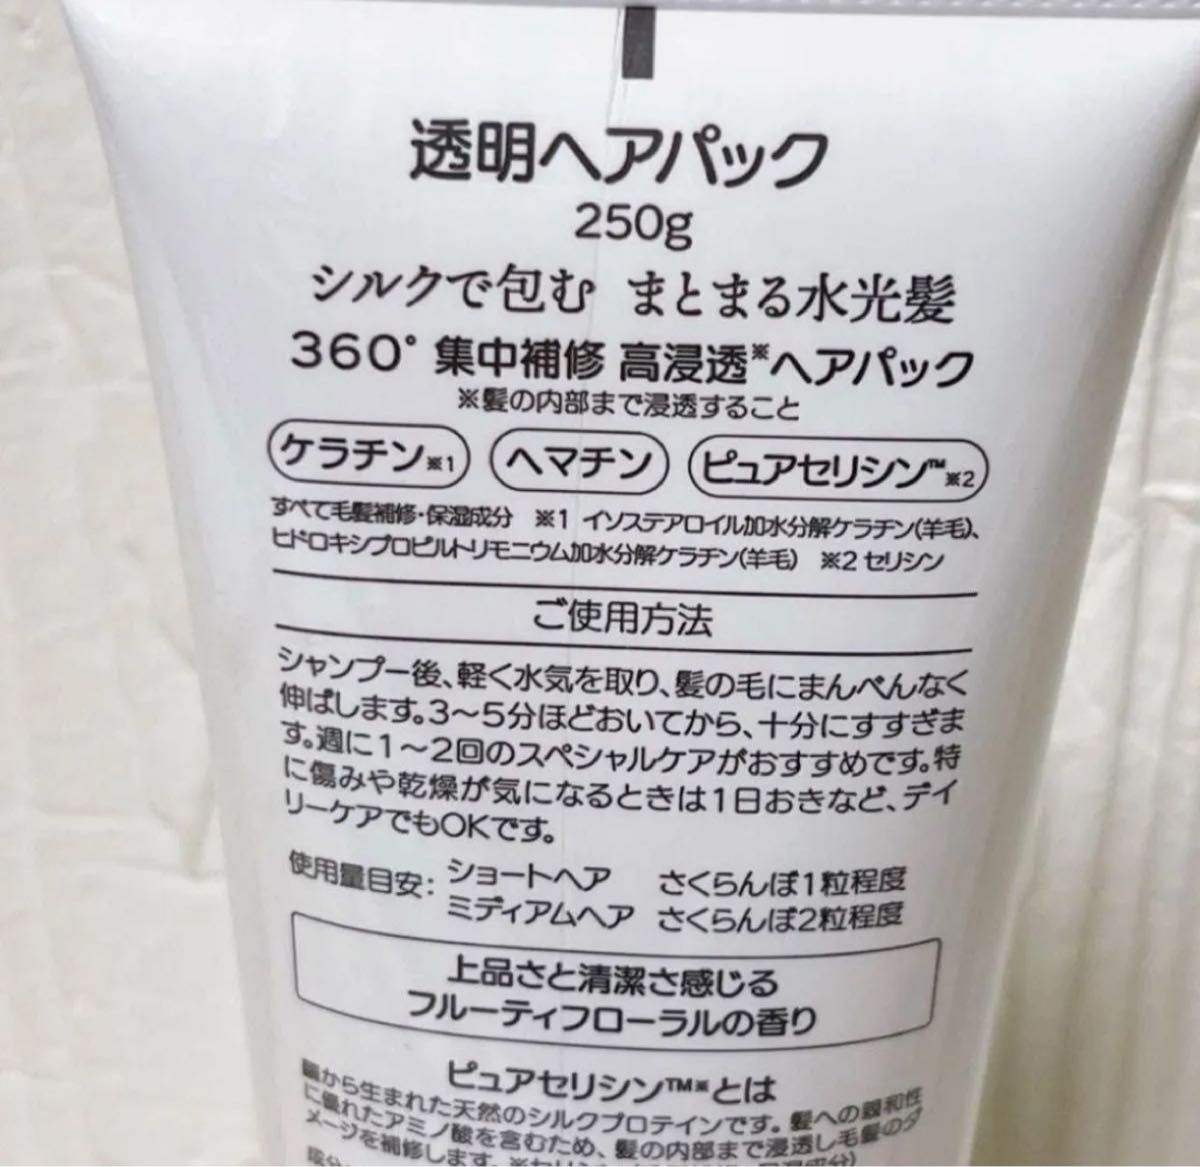 透明ヘアパック
250g
シルクで包む まとまる水光髪
360° 集中補修 高浸透※ヘアパック
※髪の内部まで浸透すること
ケラチン※1 ヘマチン ピュアセリシン™※2
すべて毛髪補修・保湿成分 ※1 イソステアロイル加水分解ケラチン(羊毛)、
ヒドロキシプロピルトリモニウム加水分解ケラチン(羊毛) ※2 セリシン
ご使用方法
シャンプー後、軽く水気を取り、髪の毛にまんべんなく
伸ばします。3〜5分ほどおいてから、十分にすすぎま
す。週に1〜2回のスペシャルケアがおすすめです。特
に傷みや乾燥が気になるときは1日おきなど、デイ
リーケアでもOKです。
使用量目安: ショートヘア さくらんぼ1粒程度
ミディアムヘア さくらんぼ2粒程度
上品さと清潔さ感じる
フルーティフローラルの香り
ピュアセリシン™※とは
から生まれた天然のシルクプロテインです。髪への親和性
に優れたアミノ酸を含むため、髪の内部まで浸透し毛髪のダ
メージを補修します。